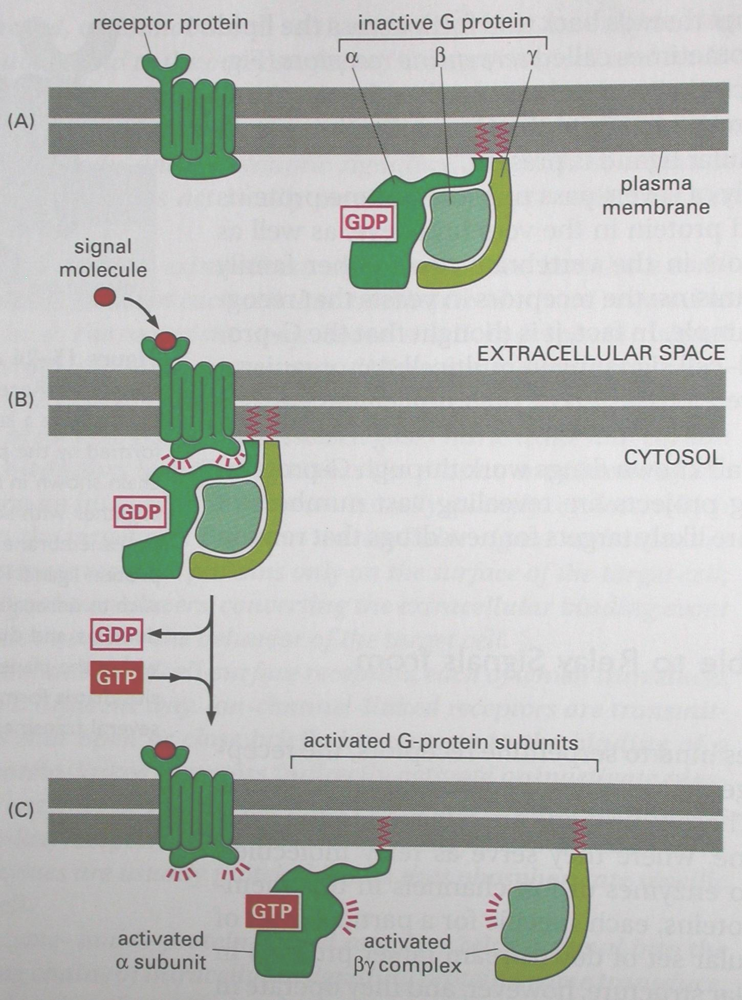 receptor protein
inactive G protein
α β γ
(A)
plasma
membrane
GDP
signal
molecule
EXTRACELLULAR SPACE
(B)
CYTOSOL
GDP
GDP
GTP
activated G-protein subunits
(C)
GTP
activated
α subunit
activated
βγ complex